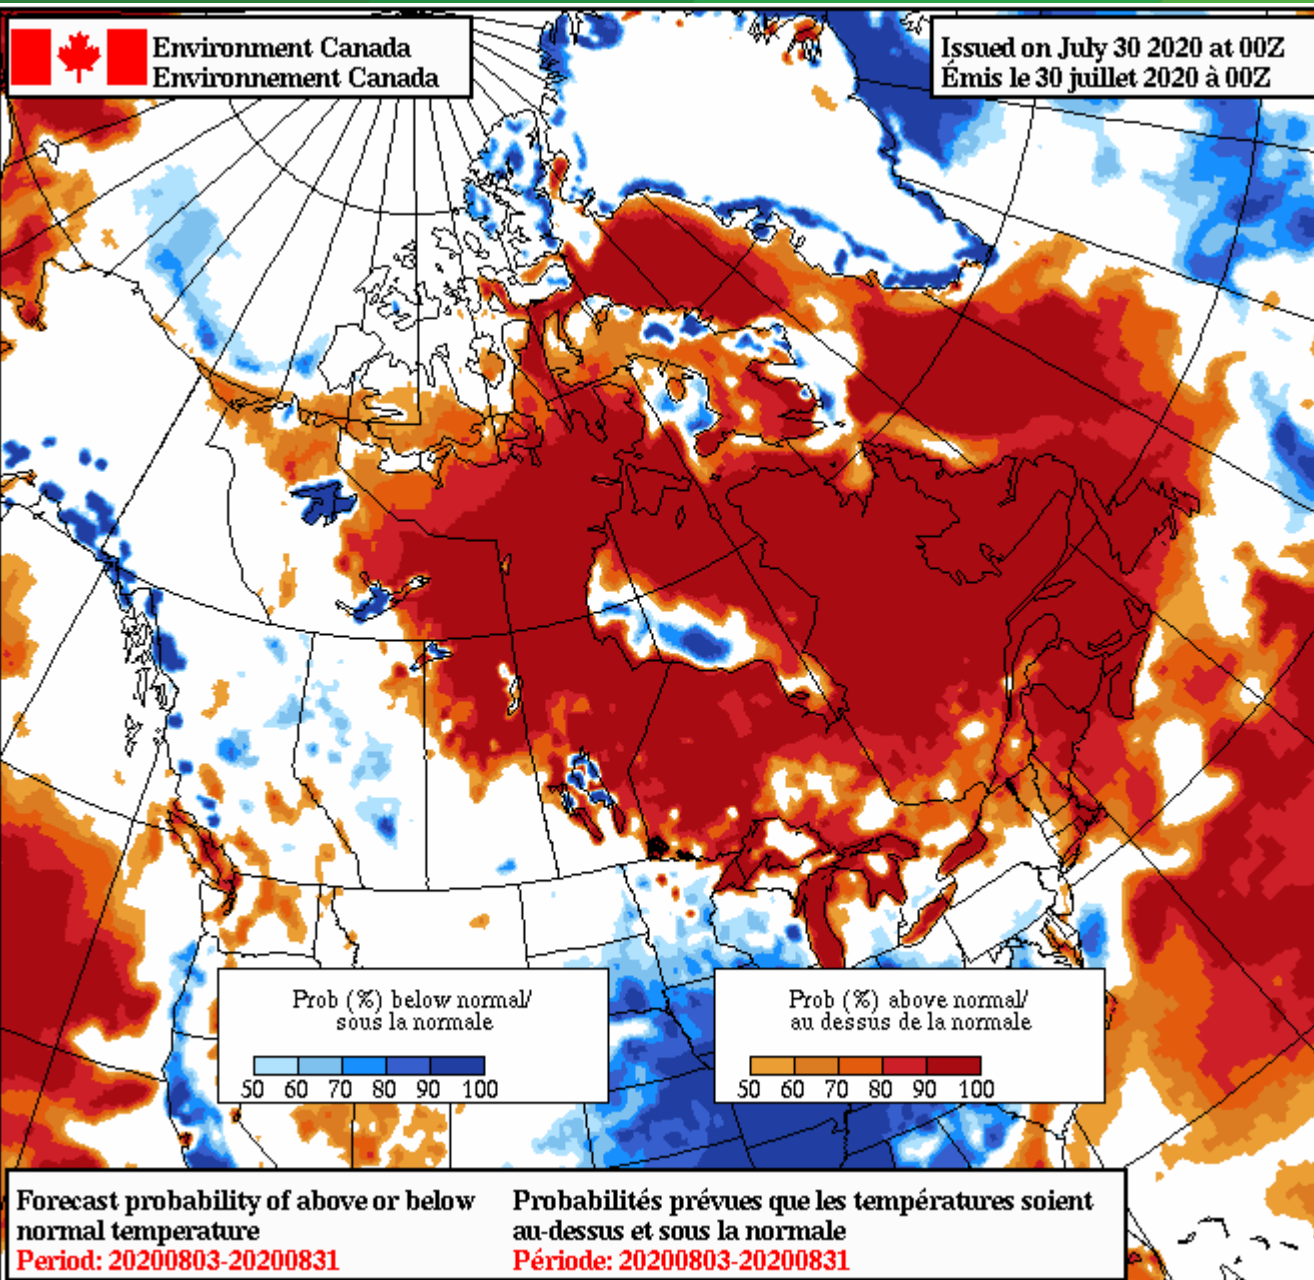 Environment Canada
Environnement Canada
Issued on July 30 2020 at 00Z
Émis le 30 juillet 2020 à 00Z
Prob (%) below normal/
sous la normale
50 60 70 80 90 100
Prob (%) above normal/
au dessus de la normale
50 60 70 80 90 100
Forecast probability of above or below
normal temperature
Period: 20200803-20200831
Probabilités prévues que les températures soient
au-dessus et sous la normale
Période: 20200803-20200831